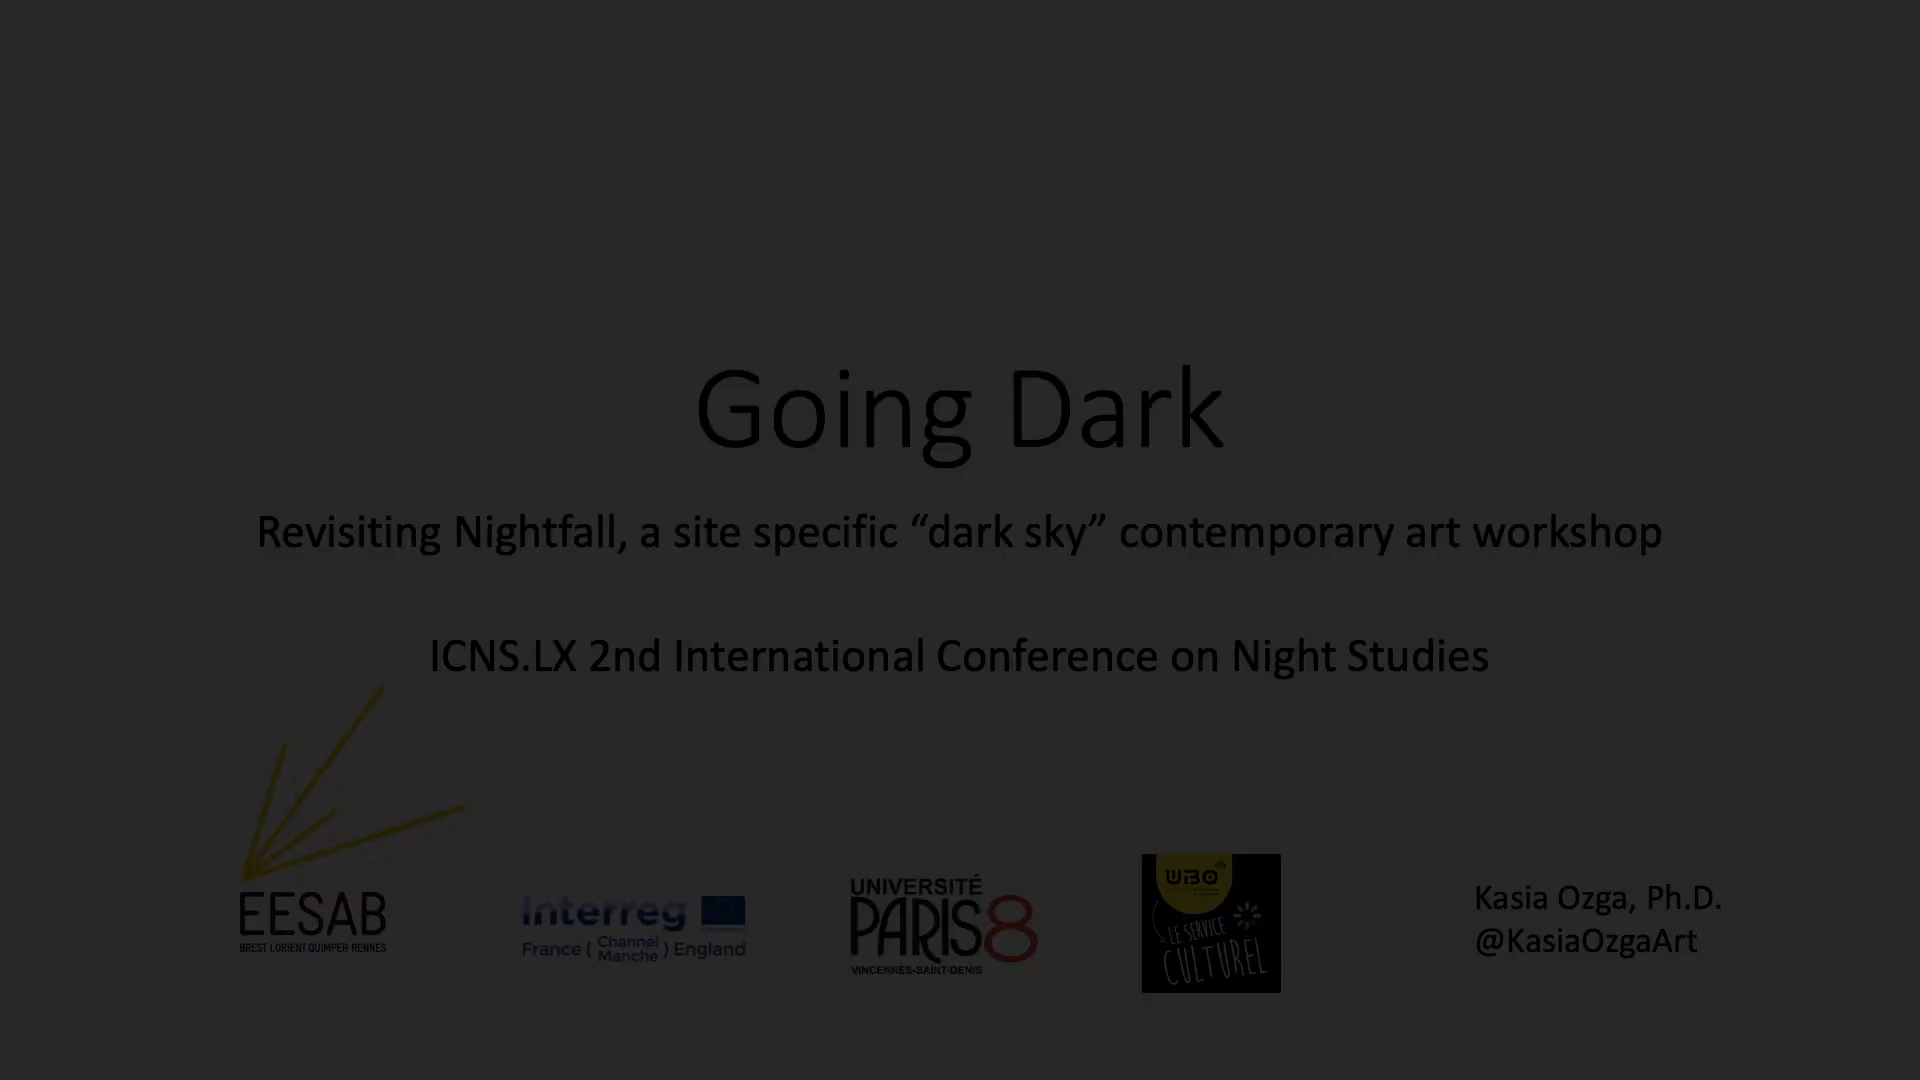 Going Dark
Revisiting Nightfall, a site specific “dark sky” contemporary art workshop
ICNS.LX 2nd International Conference on Night Studies
EESAB
BREST LORIENT QUIMPER RENNES
Interreg
France ( Channel Manche ) England
UNIVERSITÉ
PARIS 8
VINCENNES-SAINT-DENIS
UBO
LE SERVICE
CULTUREL
Kasia Ozga, Ph.D.
@KasiaOzgaArt